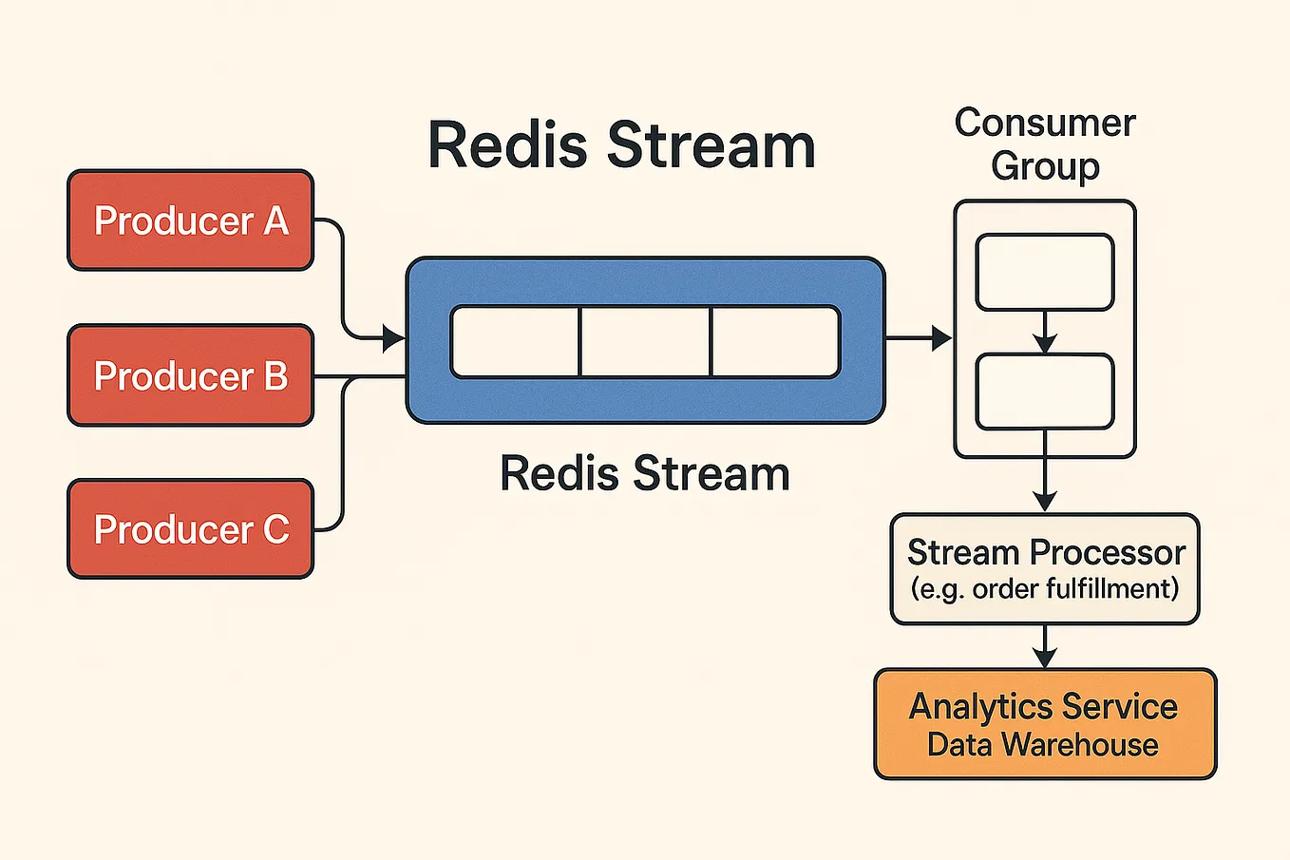 Redis Stream
Consumer
Group
Producer A
Producer B
Producer C
Redis Stream
Stream Processor
(e.g. order fulfillment)
Analytics Service
Data Warehouse